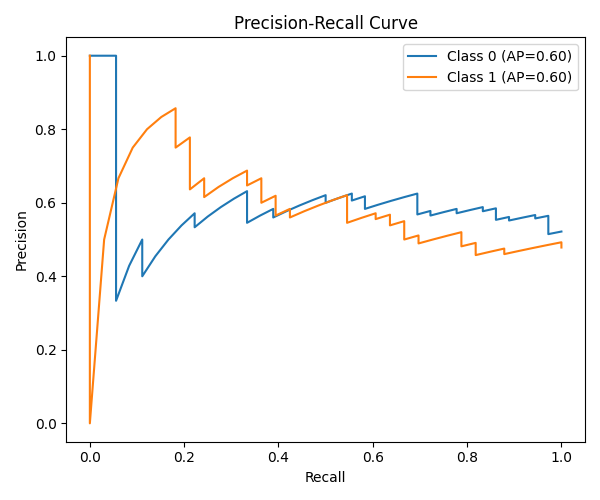 Precision-Recall Curve
Class 0 (AP=0.60)
Class 1 (AP=0.60)
Precision
1.0
0.8
0.6
0.4
0.2
0.0
0.0 0.2 0.4 0.6 0.8 1.0
Recall